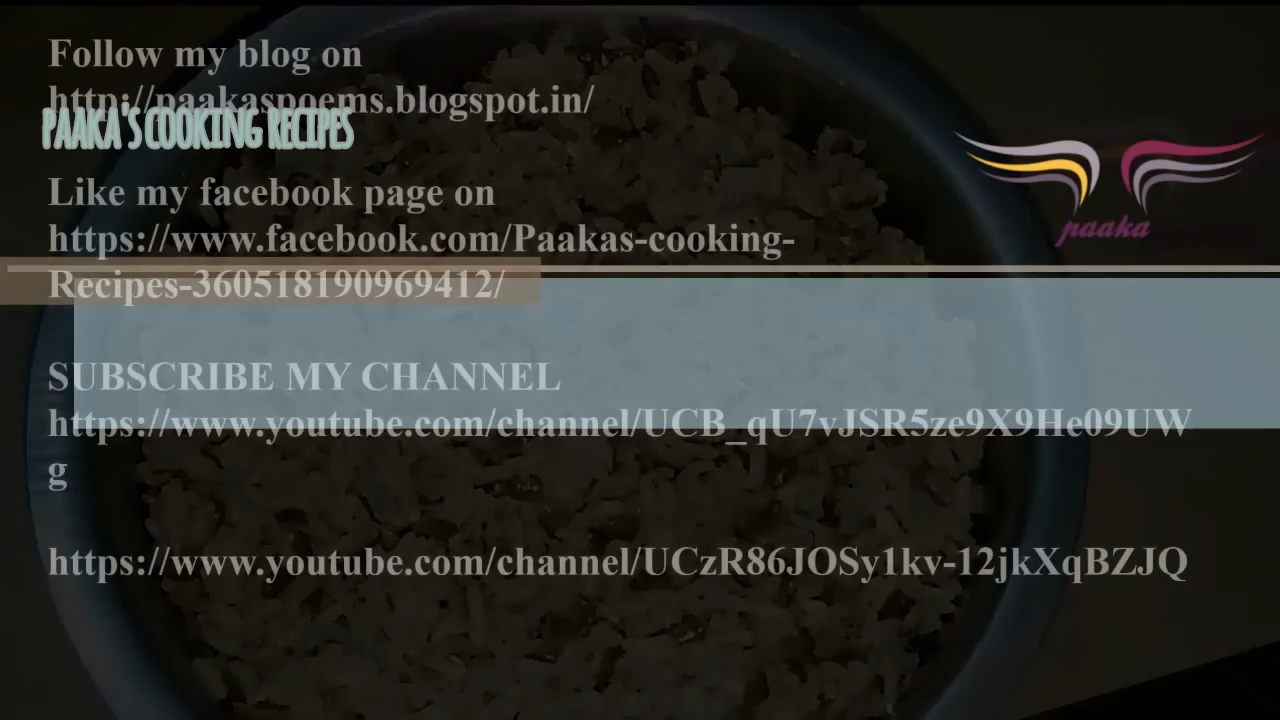 Follow my blog on
http://paakaspoems.blogspot.in/
PAAKA'S COOKING RECIPES
Like my facebook page on
https://www.facebook.com/Paakas-cooking-
Recipes-360518190969412/
paaka
SUBSCRIBE MY CHANNEL
https://www.youtube.com/channel/UCB_qU7vJSR5ze9X9He09UW
g
https://www.youtube.com/channel/UCzR86JOSy1kv-12jkXqBZJQ